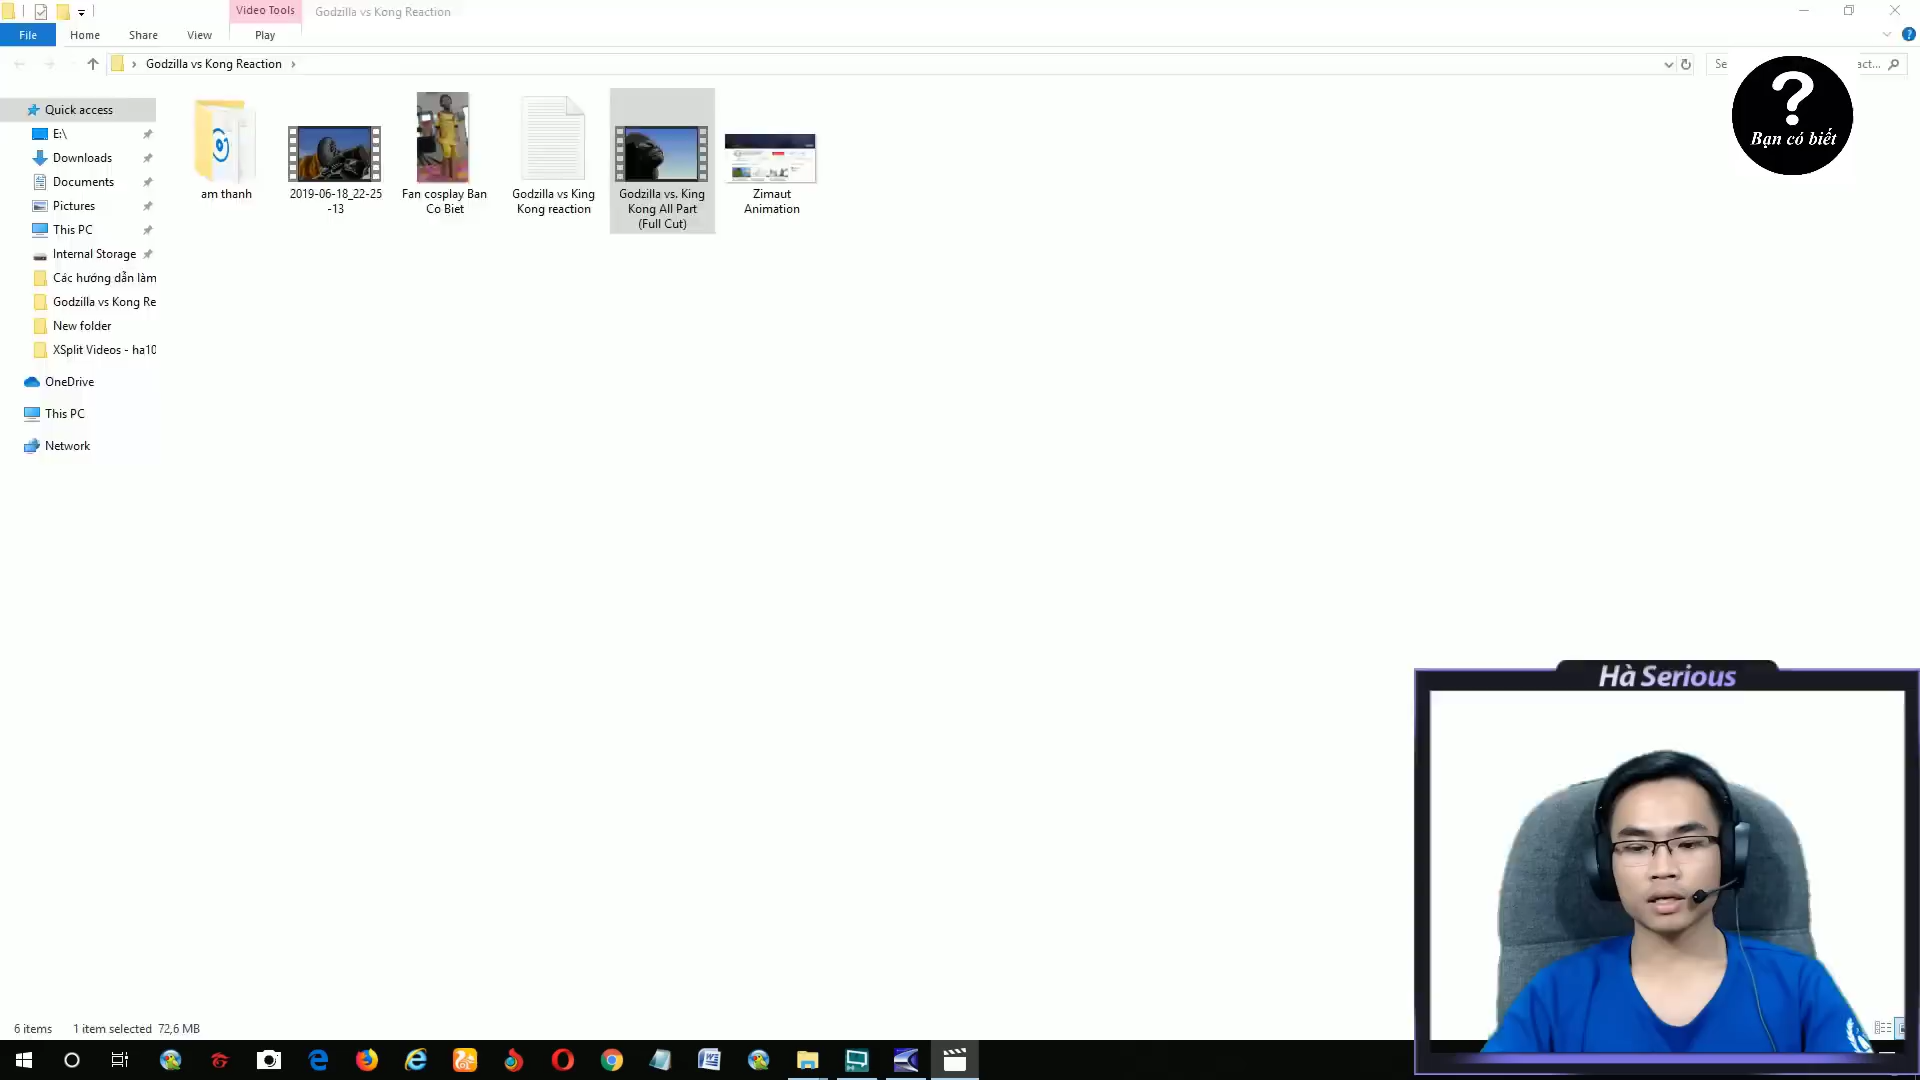 Video Tools
Godzilla vs Kong Reaction
File
Home
Share
View
Play
Godzilla vs Kong Reaction
Se
act...
?
Bạn có biết
Quick access
E:\
Downloads
Documents
Pictures
This PC
Internal Storage
Các hướng dẫn làm
Godzilla vs Kong Re
New folder
XSplit Videos - ha10
OneDrive
This PC
Network
am thanh
2019-06-18_22-25
-13
Fan cosplay Ban
Co Biet
Godzilla vs King
Kong reaction
Godzilla vs. King
Kong All Part
(Full Cut)
Zimaut
Animation
Hà Serious
6 items
1 item selected 72,6 MB